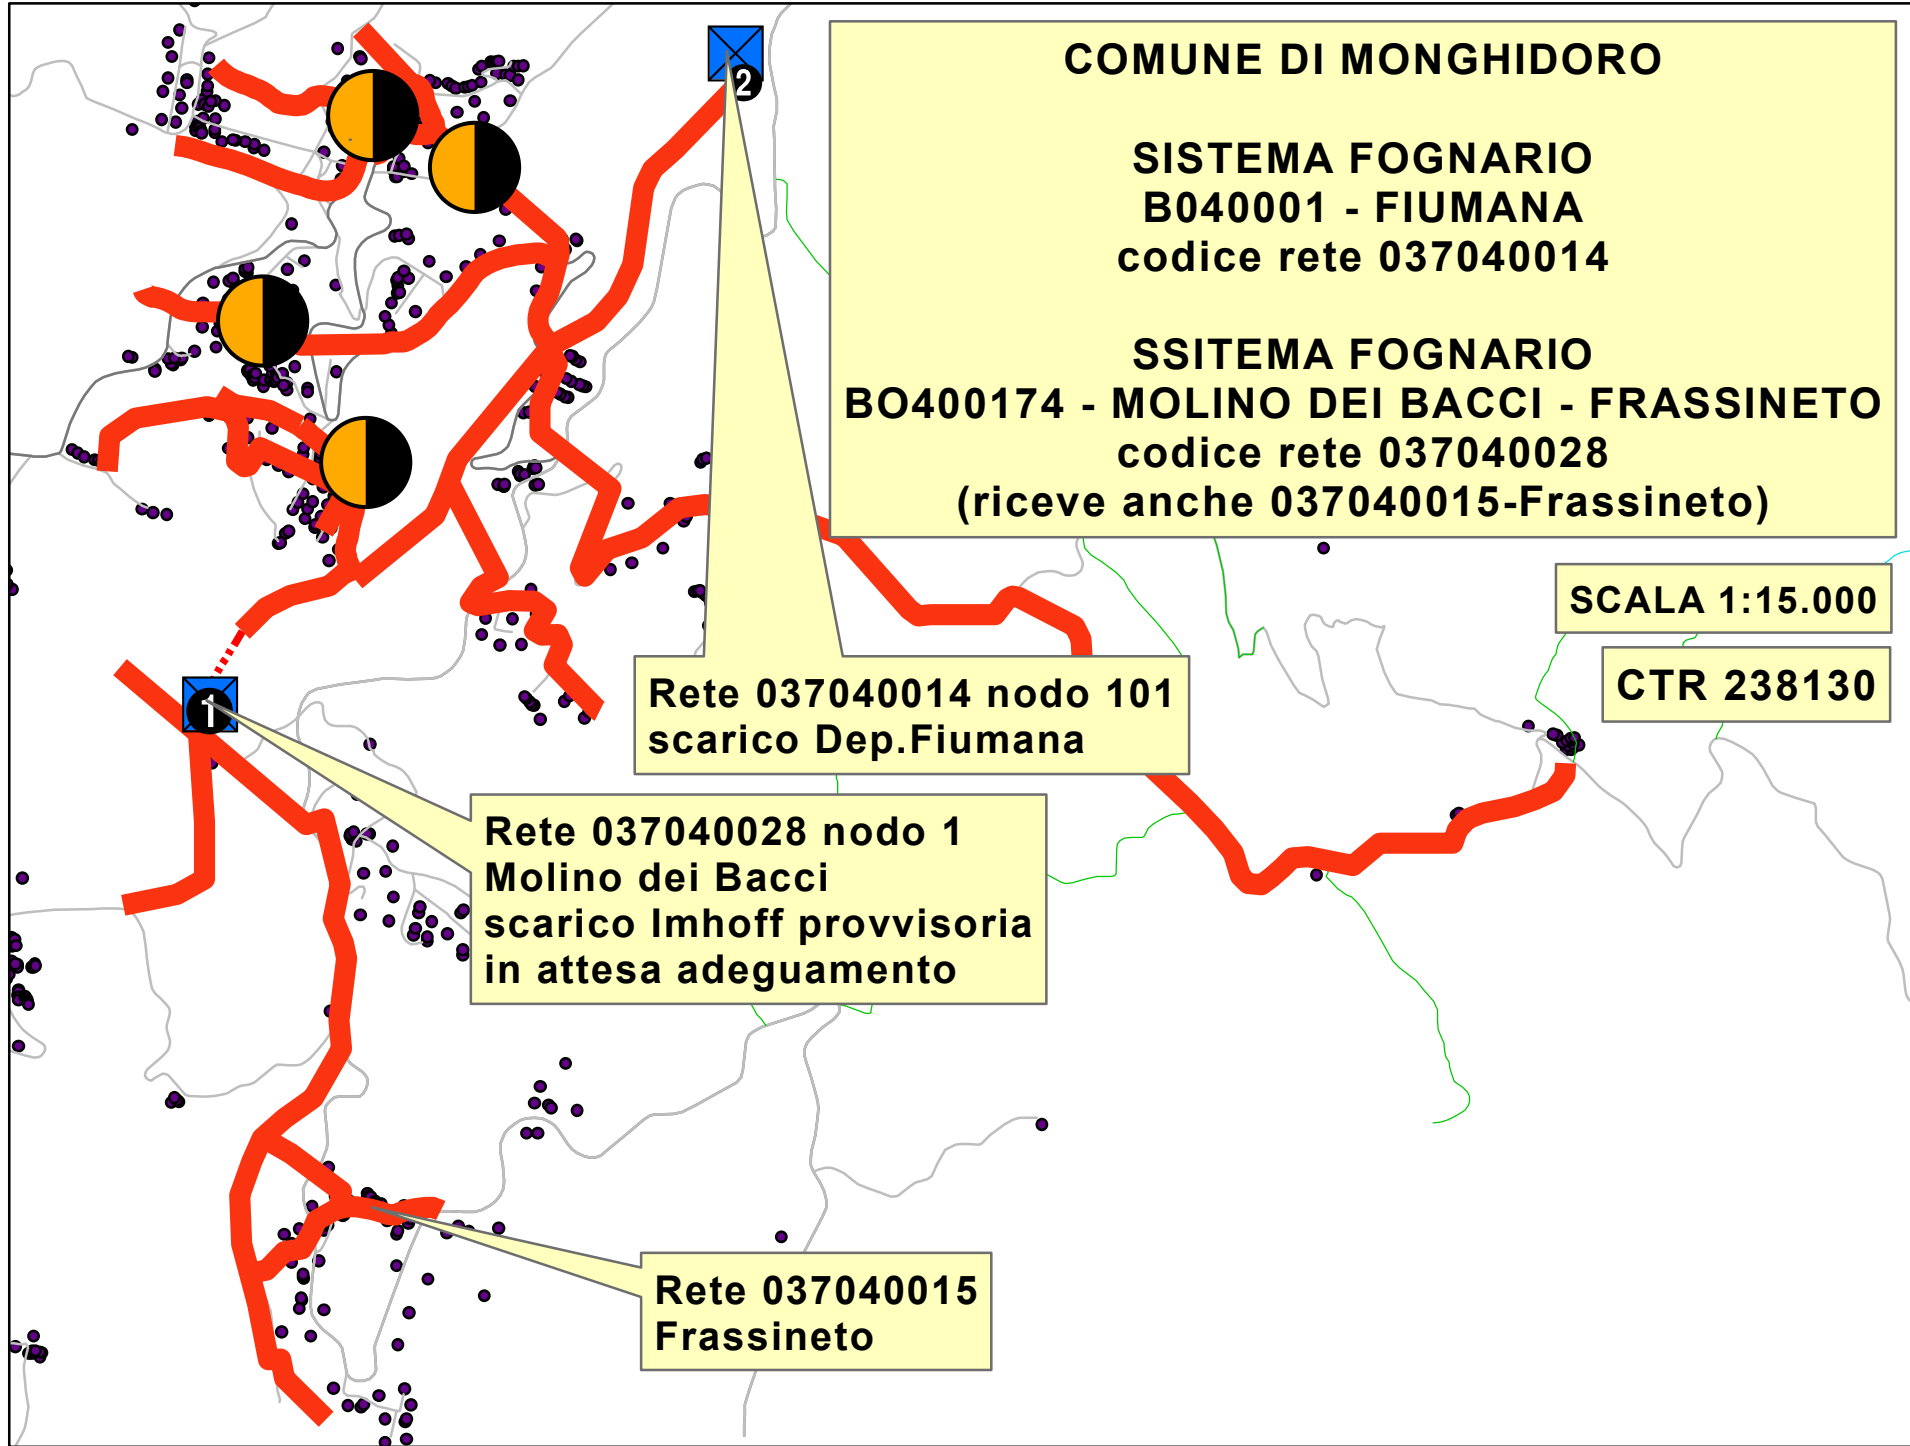 COMUNE DI MONGHIDORO
SISTEMA FOGNARIO
B040001 - FIUMANA
codice rete 037040014
SSITEMA FOGNARIO
BO400174 - MOLINO DEI BACCI - FRASSINETO
codice rete 037040028
(riceve anche 037040015-Frassineto)
2
SCALA 1:15.000
CTR 238130
Rete 037040014 nodo 101
scarico Dep.Fiumana
1
Rete 037040028 nodo 1
Molino dei Bacci
scarico Imhoff provvisoria
in attesa adeguamento
Rete 037040015
Frassineto